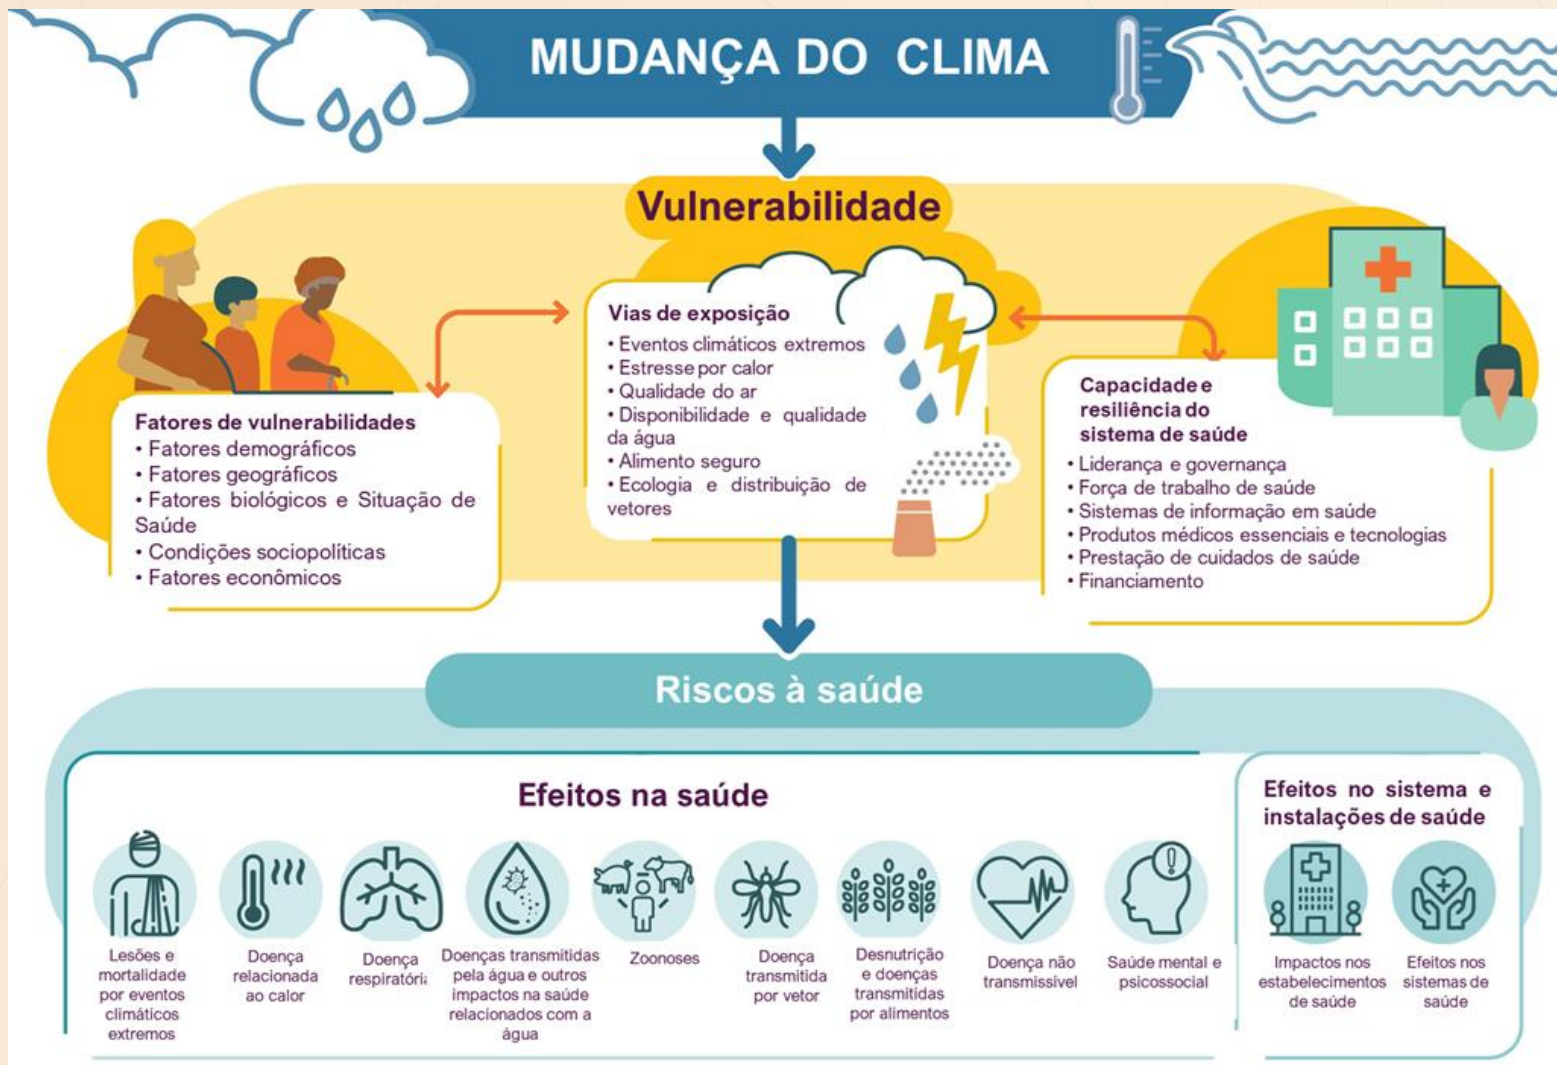 MUDANÇA DO CLIMA
Vulnerabilidade
Fatores de vulnerabilidades
• Fatores demográficos
• Fatores geográficos
• Fatores biológicos e Situação de
Saúde
• Condições sociopolíticas
• Fatores econômicos
Vias de exposição
• Eventos climáticos extremos
• Estresse por calor
• Qualidade do ar
• Disponibilidade e qualidade
da água
• Alimento seguro
• Ecologia e distribuição de
vetores
Capacidade e
resiliência do
sistema de saúde
• Liderança e governança
• Força de trabalho de saúde
• Sistemas de informação em saúde
• Produtos médicos essenciais e tecnologias
• Prestação de cuidados de saúde
• Financiamento
Riscos à saúde
Efeitos na saúde
Lesões e
mortalidade
por eventos
climáticos
extremos
Doença
relacionada
ao calor
Doença
respiratória
Doenças transmitidas
pela água e outros
impactos na saúde
relacionados com a
água
Zoonoses
Doença
transmitida
por vetor
Desnutrição
e doenças
transmitidas
por alimentos
Doença não
transmissível
Saúde mental e
psicossocial
Efeitos no sistema e
instalações de saúde
Impactos nos
estabelecimentos
de saúde
Efeitos nos
sistemas de
saúde